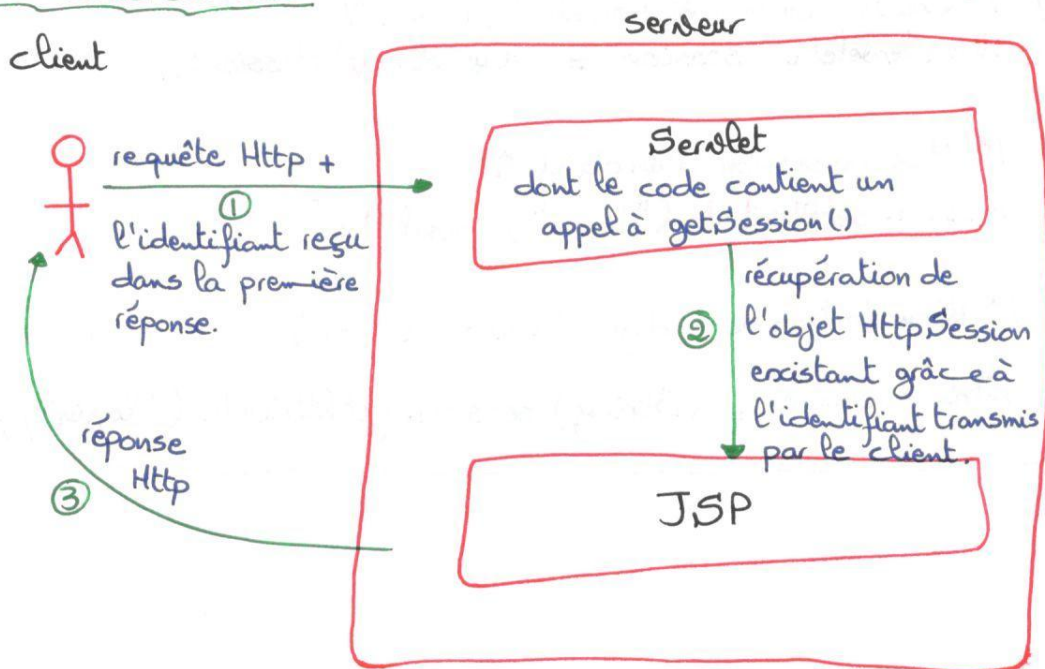 client
serveur
requête Http +
①
l'identifiant reçu
dans la première
réponse.
Servlet
dont le code contient un
appel à getSession()
②
récupération de
l'objet HttpSession
existant grâce à
l'identifiant transmis
par le client.
JSP
réponse
Http
③